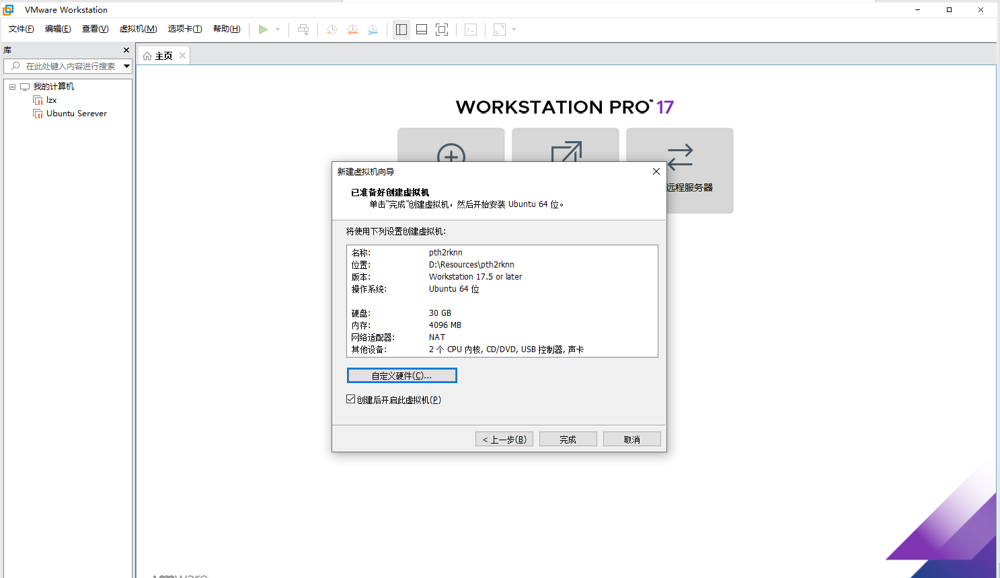 VMware Workstation
文件(F) 编辑(E) 查看(V) 虚拟机(M) 选项卡(T) 帮助(H)
库
在此处键入内容进行搜索
我的计算机
lzx
Ubuntu Serever
主页
WORKSTATION PRO™ 17
远程服务器
新建虚拟机向导
已准备好创建虚拟机
单击“完成”创建虚拟机，然后开始安装 Ubuntu 64 位。
将使用下列设置创建虚拟机:
名称: pth2rknn
位置: D:\Resources\pth2rknn
版本: Workstation 17.5 or later
操作系统: Ubuntu 64 位
硬盘: 30 GB
内存: 4096 MB
网络适配器: NAT
其他设备: 2 个 CPU 内核, CD/DVD, USB 控制器, 声卡
自定义硬件(C)...
创建后开启此虚拟机(P)
< 上一步(B) 完成 取消
vmware